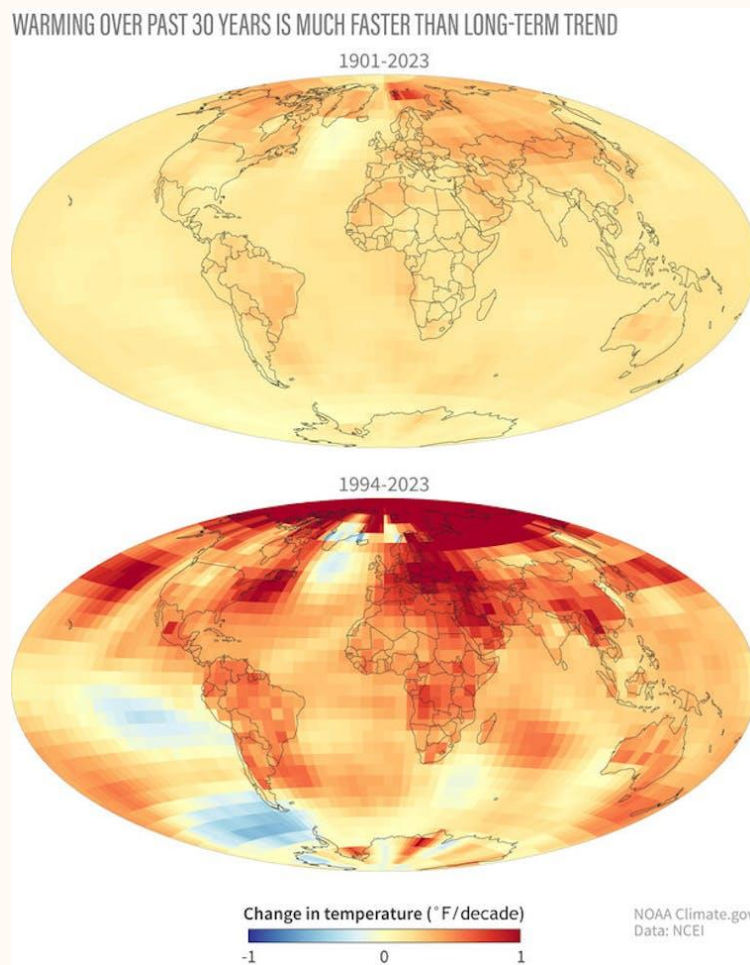 WARMING OVER PAST 30 YEARS IS MUCH FASTER THAN LONG-TERM TREND
1901-2023
1994-2023
Change in temperature (°F/decade)
-1 0 1
NOAA Climate.gov
Data: NCEI